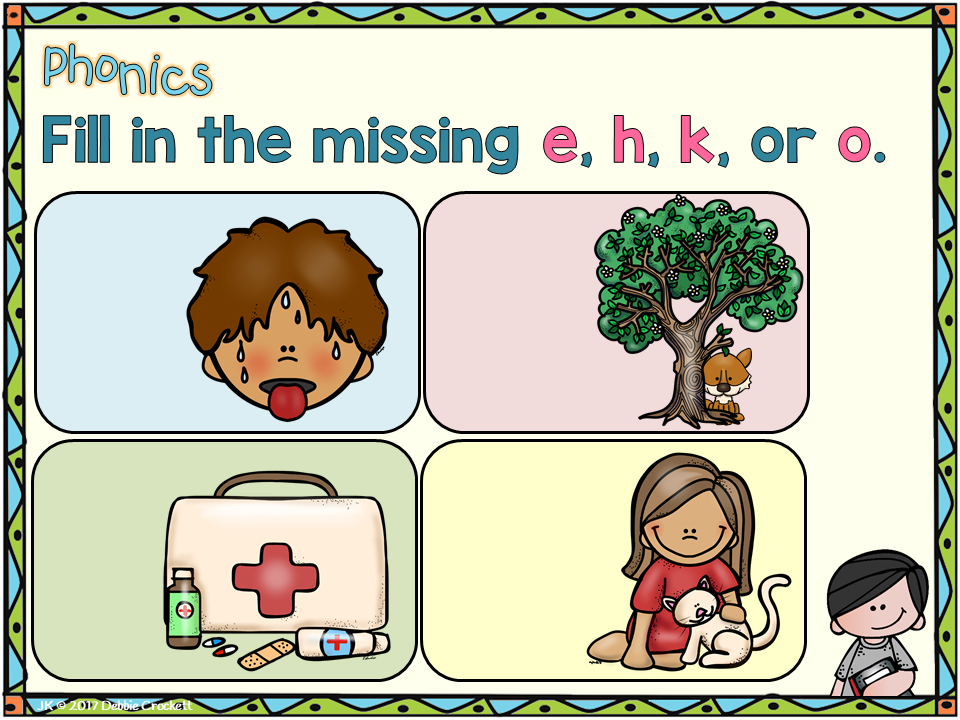 Phonics
Fill in the missing e, h, k, or o.
JK © 2017 Debbie Crockett